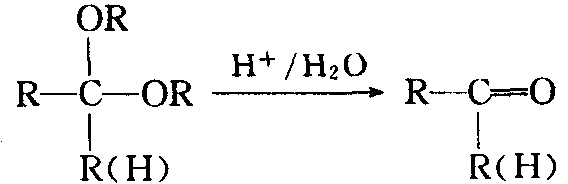 OR
R—C—OR H⁺/H₂O R—C=O
R(H) R(H)